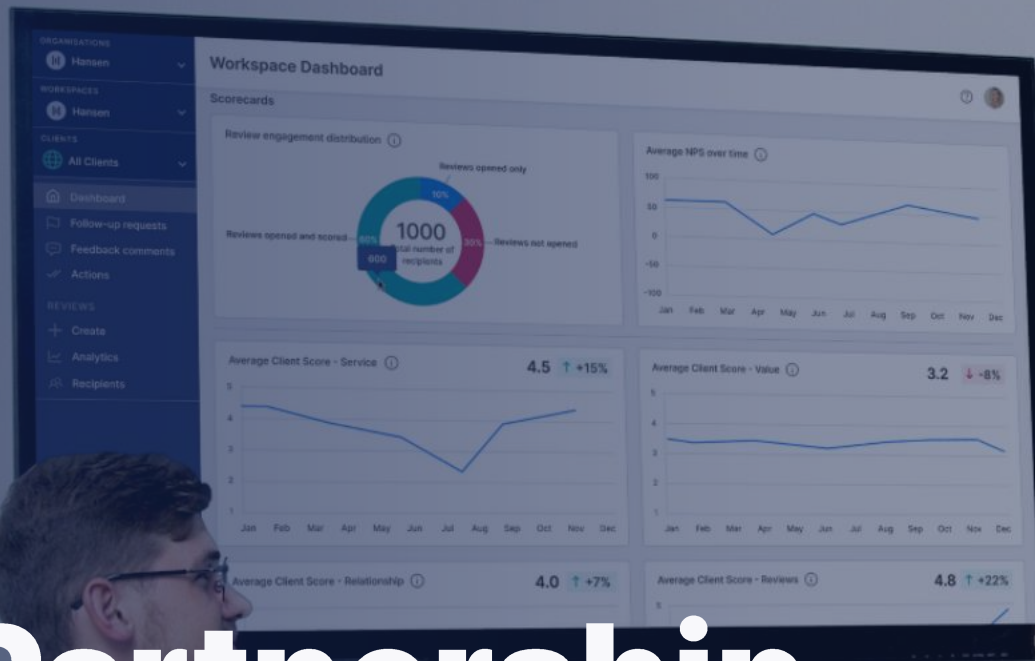 ORGANISATIONS
H Hansen
WORKSPACES
H Hansen
CLIENTS
All Clients
Dashboard
Follow-up requests
Feedback comments
Actions
REVIEWS
Create
Analytics
Recipients
Workspace Dashboard
Scorecards
Review engagement distribution
Reviews opened only
10%
Reviews opened and scored
60%
1000
Total number of
recipients
30%
Reviews not opened
600
Average NPS over time
100
50
0
-50
-100
Jan Feb Mar Apr May Jun Jul Aug Sep Oct Nov Dec
Average Client Score - Service
4.5 ↑ +15%
5
4
3
2
1
Jan Feb Mar Apr May Jun Jul Aug Sep Oct Nov Dec
Average Client Score - Value
3.2 ↓ -8%
5
4
3
2
1
Jan Feb Mar Apr May Jun Jul Aug Sep Oct Nov Dec
Average Client Score - Relationship
4.0 ↑ +7%
Average Client Score - Reviews
4.8 ↑ +22%
5
Partnership